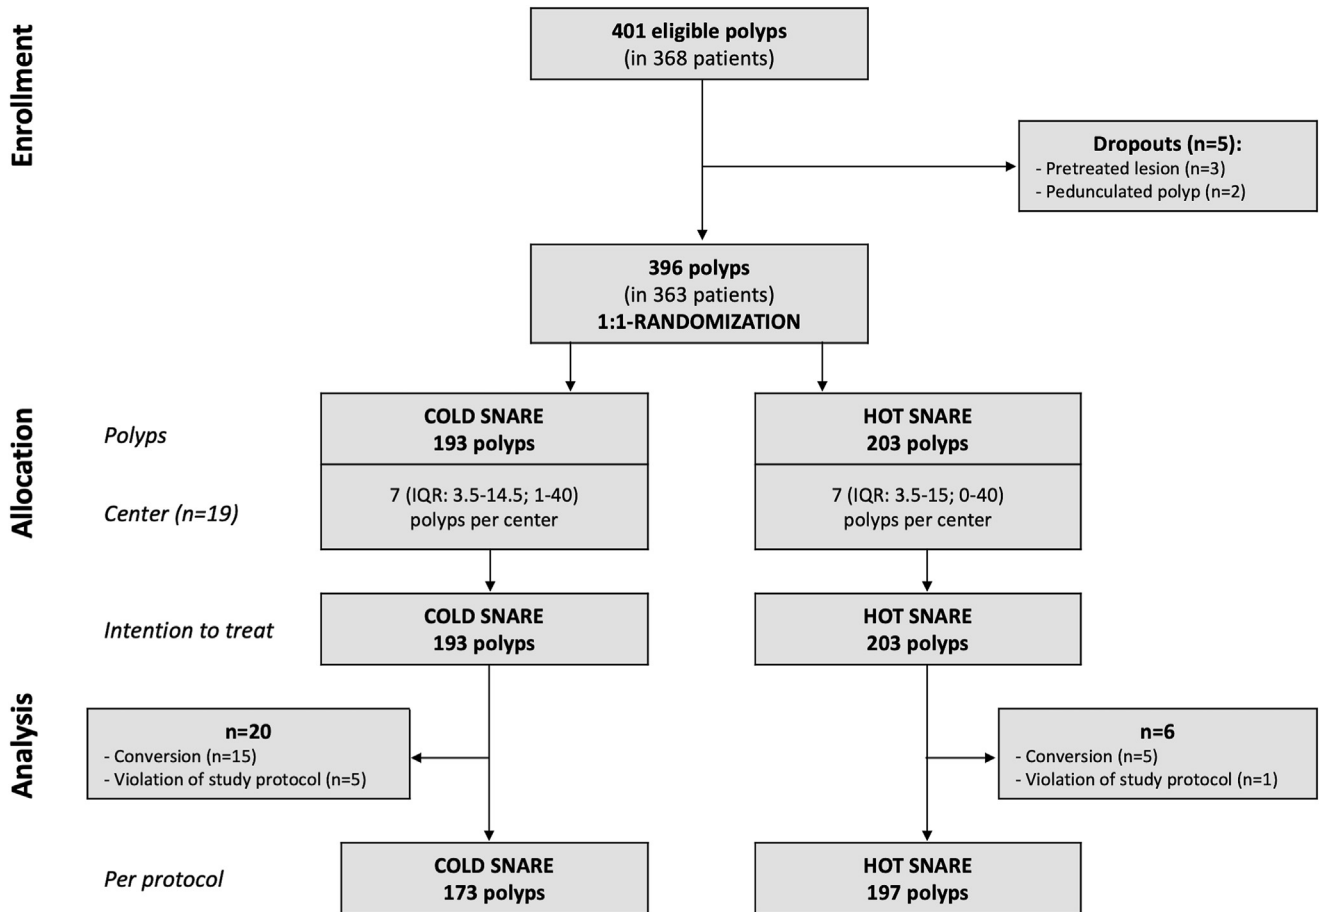 Enrollment
401 eligible polyps
(in 368 patients)
Dropouts (n=5):
- Pretreated lesion (n=3)
- Pedunculated polyp (n=2)
396 polyps
(in 363 patients)
1:1-RANDOMIZATION
Allocation
Polyps
COLD SNARE
193 polyps
HOT SNARE
203 polyps
Center (n=19)
7 (IQR: 3.5-14.5; 1-40)
polyps per center
7 (IQR: 3.5-15; 0-40)
polyps per center
Intention to treat
COLD SNARE
193 polyps
HOT SNARE
203 polyps
Analysis
n=20
- Conversion (n=15)
- Violation of study protocol (n=5)
n=6
- Conversion (n=5)
- Violation of study protocol (n=1)
Per protocol
COLD SNARE
173 polyps
HOT SNARE
197 polyps